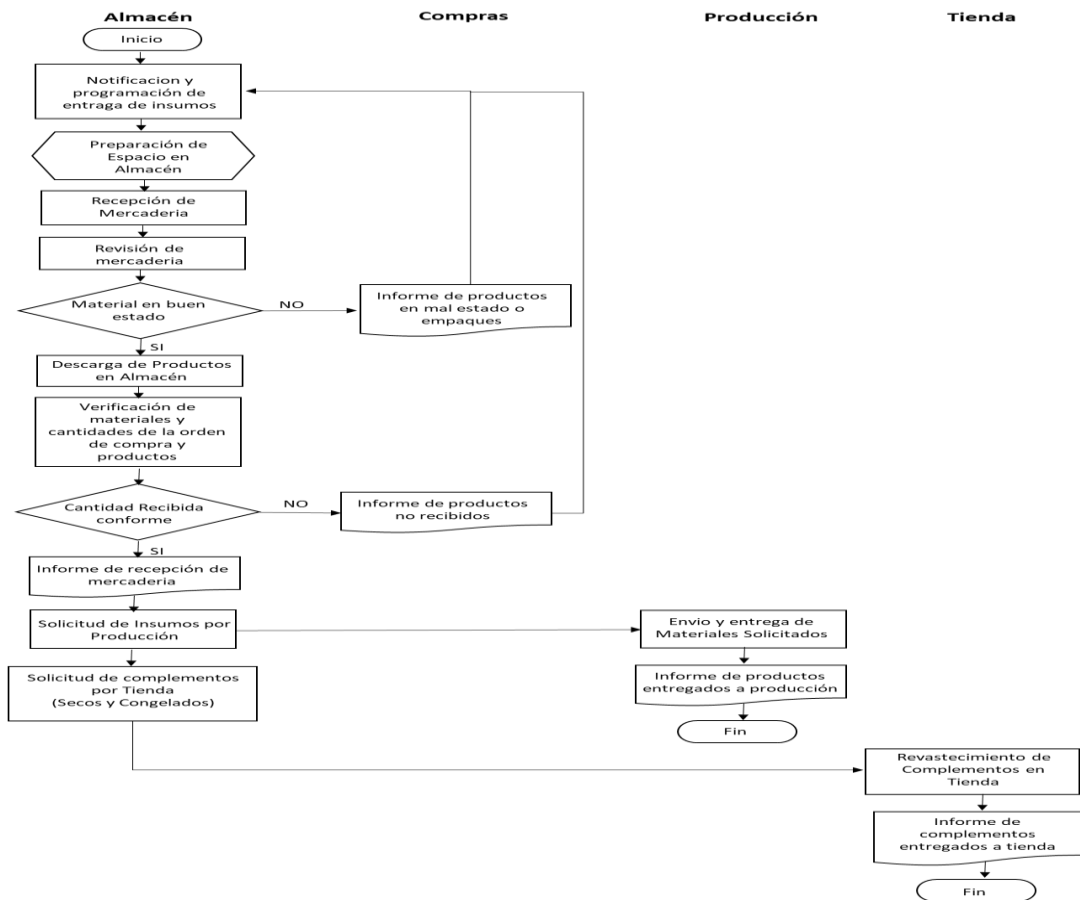 Almacén
Compras
Producción
Tienda
Inicio
Notificacion y
programación de
entraga de insumos
Preparación de
Espacio en
Almacén
Recepción de
Mercaderia
Revisión de
mercaderia
Material en buen
estado
NO
Informe de productos
en mal estado o
empaques
SI
Descarga de Productos
en Almacén
Verificación de
materiales y
cantidades de la orden
de compra y
productos
Cantidad Recibida
conforme
NO
Informe de productos
no recibidos
SI
Informe de recepción de
mercaderia
Solicitud de Insumos por
Producción
Envio y entrega de
Materiales Solicitados
Solicitud de complementos
por Tienda
(Secos y Congelados)
Informe de productos
entregados a producción
Fin
Revastecimiento de
Complementos en
Tienda
Informe de
complementos
entregados a tienda
Fin